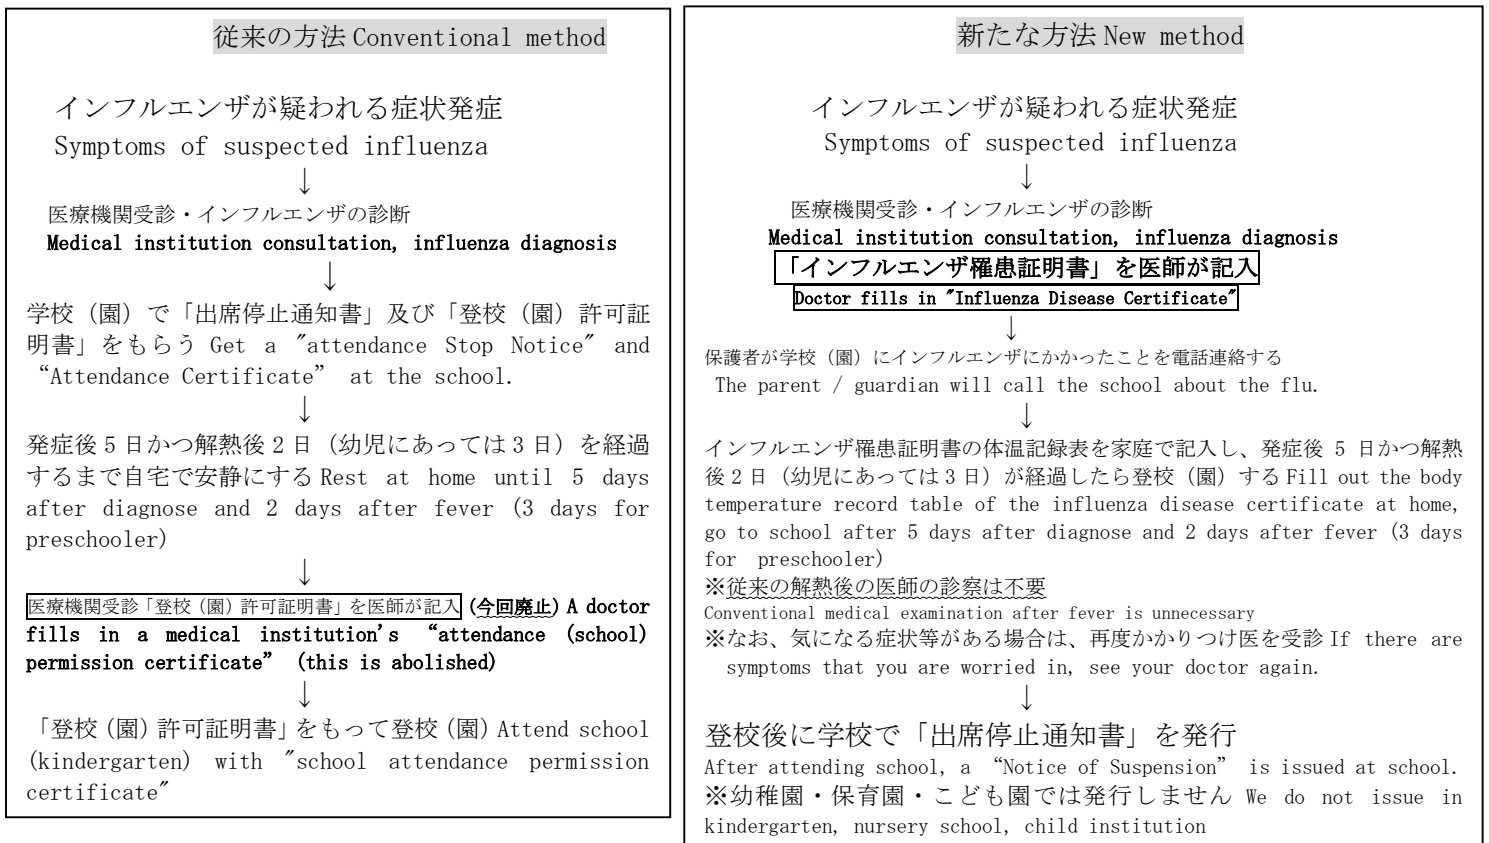 従来の方法 Conventional method
インフルエンザが疑われる症状発症
Symptoms of suspected influenza
↓
医療機関受診・インフルエンザの診断
Medical institution consultation, influenza diagnosis
↓
学校（園）で「出席停止通知書」及び「登校（園）許可証
明書」をもらう Get a "attendance Stop Notice" and
“Attendance Certificate” at the school.
↓
発症後 5 日かつ解熱後 2 日（幼児にあっては 3 日）を経過
するまで自宅で安静にする Rest at home until 5 days
after diagnose and 2 days after fever (3 days for
preschooler)
↓
医療機関受診「登校（園）許可証明書」を医師が記入 (今回廃止) A doctor
fills in a medical institution's “attendance (school)
permission certificate” (this is abolished)
↓
「登校（園）許可証明書」をもって登校（園）Attend school
(kindergarten) with "school attendance permission
certificate"
新たな方法 New method
インフルエンザが疑われる症状発症
Symptoms of suspected influenza
↓
医療機関受診・インフルエンザの診断
Medical institution consultation, influenza diagnosis
「インフルエンザ罹患証明書」を医師が記入
Doctor fills in "Influenza Disease Certificate"
↓
保護者が学校（園）にインフルエンザにかかったことを電話連絡する
The parent / guardian will call the school about the flu.
↓
インフルエンザ罹患証明書の体温記録表を家庭で記入し、発症後 5 日かつ解熱
後 2 日（幼児にあっては 3 日）が経過したら登校（園）する Fill out the body
temperature record table of the influenza disease certificate at home,
go to school after 5 days after diagnose and 2 days after fever (3 days
for preschooler)
※従来の解熱後の医師の診察は不要
Conventional medical examination after fever is unnecessary
※なお、気になる症状等がある場合は、再度かかりつけ医を受診 If there are
symptoms that you are worried in, see your doctor again.
↓
登校後に学校で「出席停止通知書」を発行
After attending school, a “Notice of Suspension” is issued at school.
※幼稚園・保育園・こども園では発行しません We do not issue in
kindergarten, nursery school, child institution